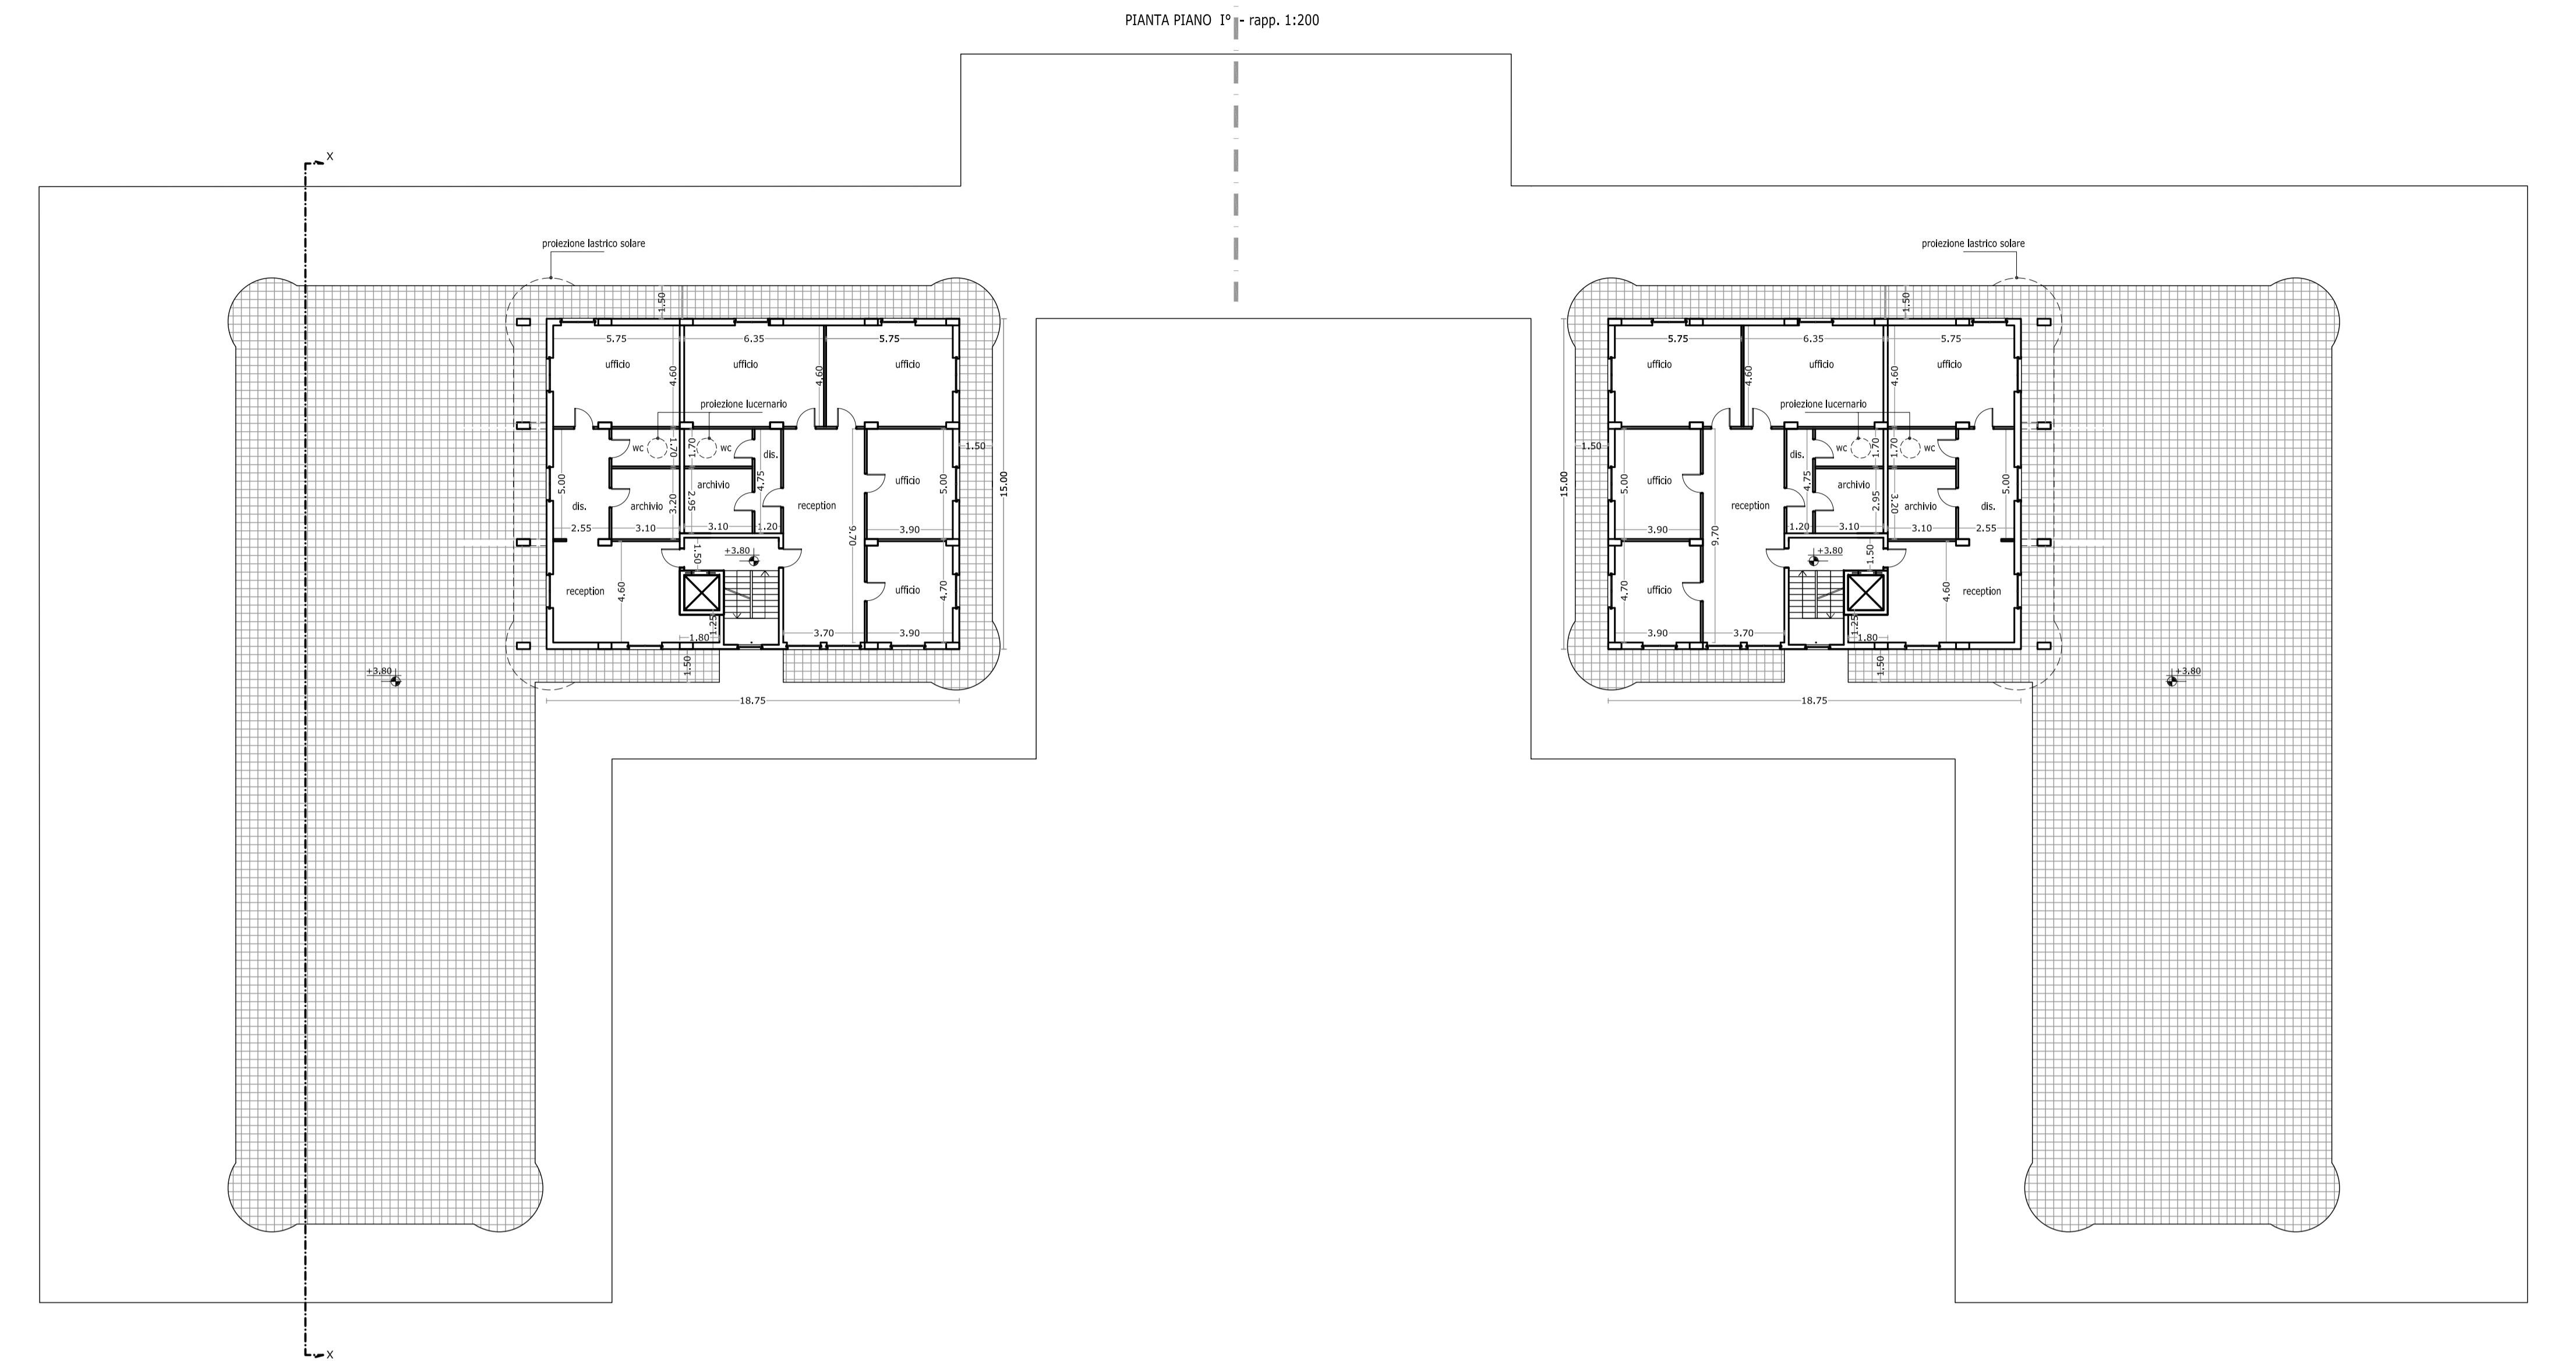 PIANTA PIANO I° - rapp. 1:200
X
proiezione lastrico solare
proiezione lastrico solare
1.50
1.50
5.75
6.35
5.75
5.75
6.35
5.75
ufficio
ufficio
ufficio
ufficio
ufficio
ufficio
4.60
4.60
4.60
4.60
proiezione lucernario
proiezione lucernario
wc
1.70
1.70
wc
dis.
1.50
1.50
dis.
wc
1.70
1.70
wc
5.00
archivio
4.75
ufficio
5.00
15.00
15.00
5.00
ufficio
4.75
archivio
5.00
dis.
archivio
3.20
2.95
reception
reception
2.95
3.20
archivio
dis.
2.55
3.10
3.10
1.20
9.70
3.90
3.90
9.70
1.20
3.10
3.10
2.55
1.50
+3.80
+3.80
1.50
reception
4.60
ufficio
4.70
4.70
ufficio
4.60
reception
1.25
1.80
3.70
3.90
3.90
3.70
1.25
1.80
1.50
1.50
+3.80
+3.80
18.75
18.75
X